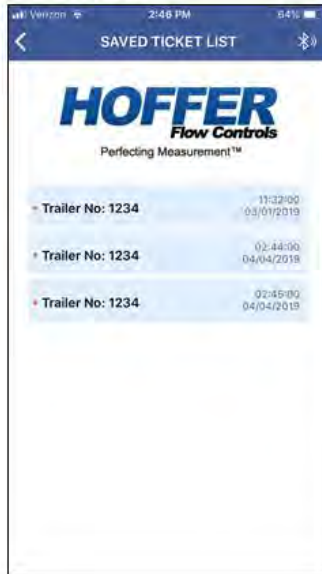 Verizon 2:46 PM 64%
SAVED TICKET LIST
HOFFER
Flow Controls
Perfecting Measurement™
Trailer No: 1234
11:32:00
03/01/2019
Trailer No: 1234
02:44:00
04/04/2019
Trailer No: 1234
02:45:00
04/04/2019